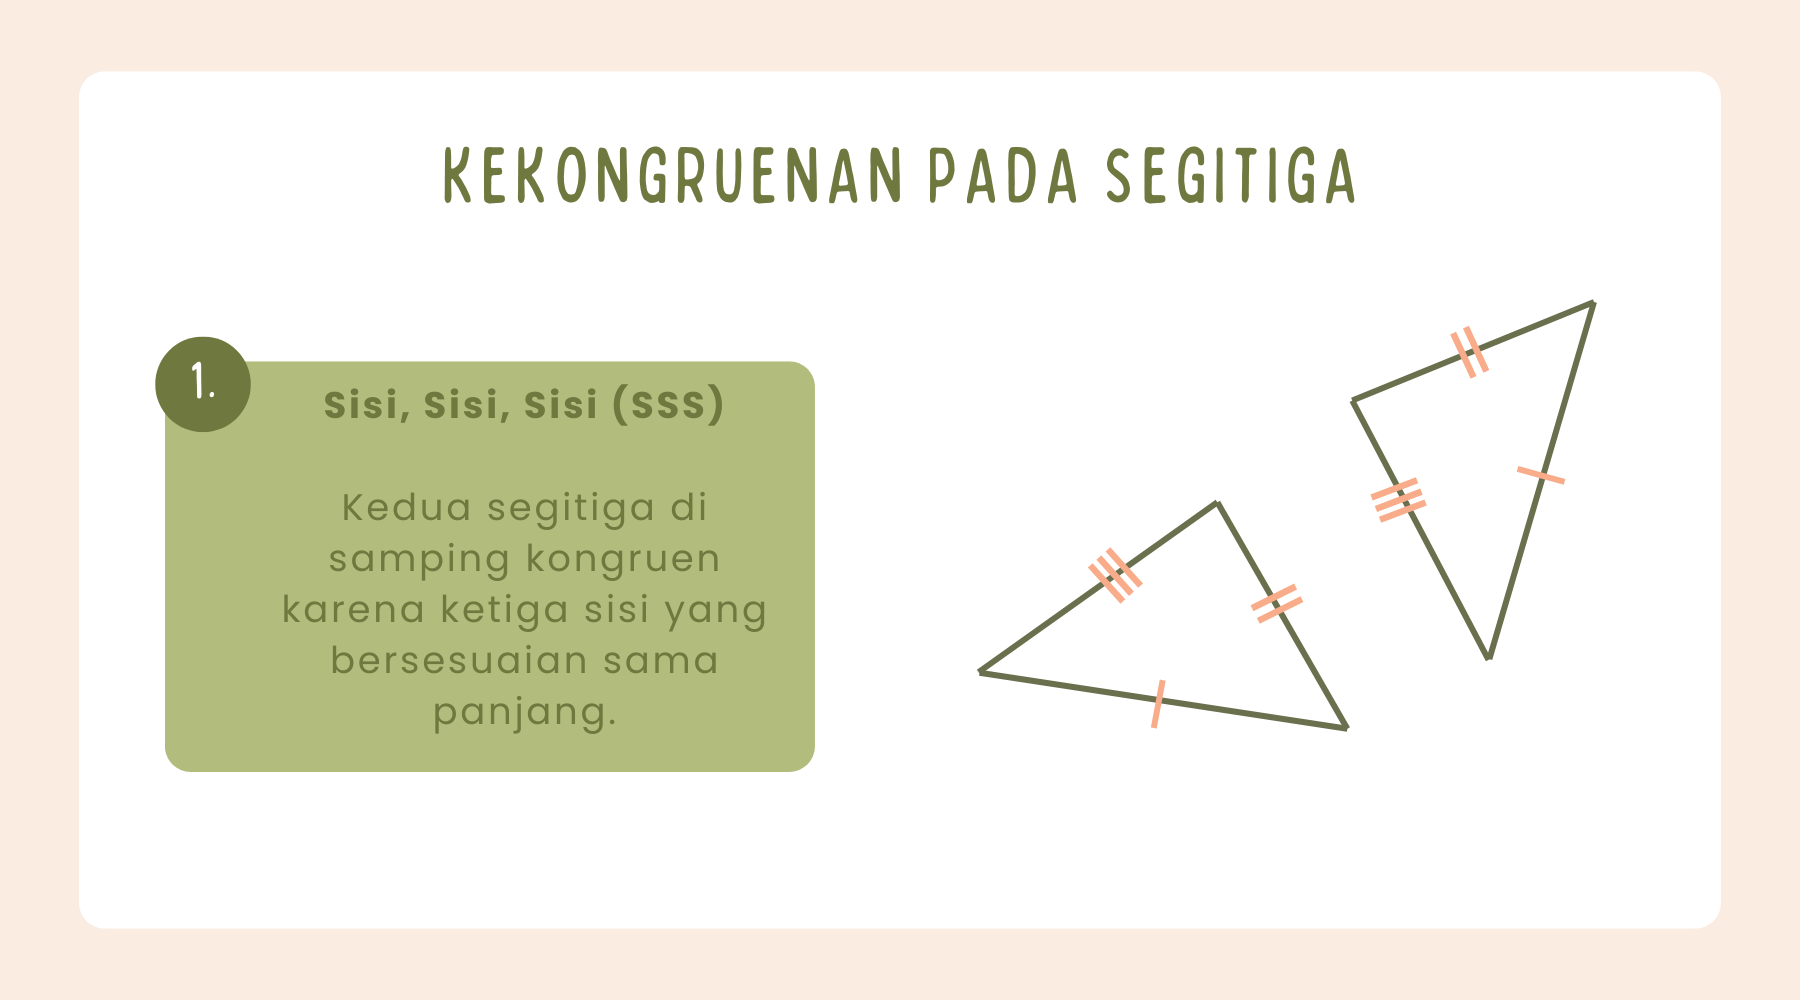 KEKONGRUENAN PADA SEGITIGA
1.
Sisi, Sisi, Sisi (SSS)
Kedua segitiga di
samping kongruen
karena ketiga sisi yang
bersesuaian sama
panjang.